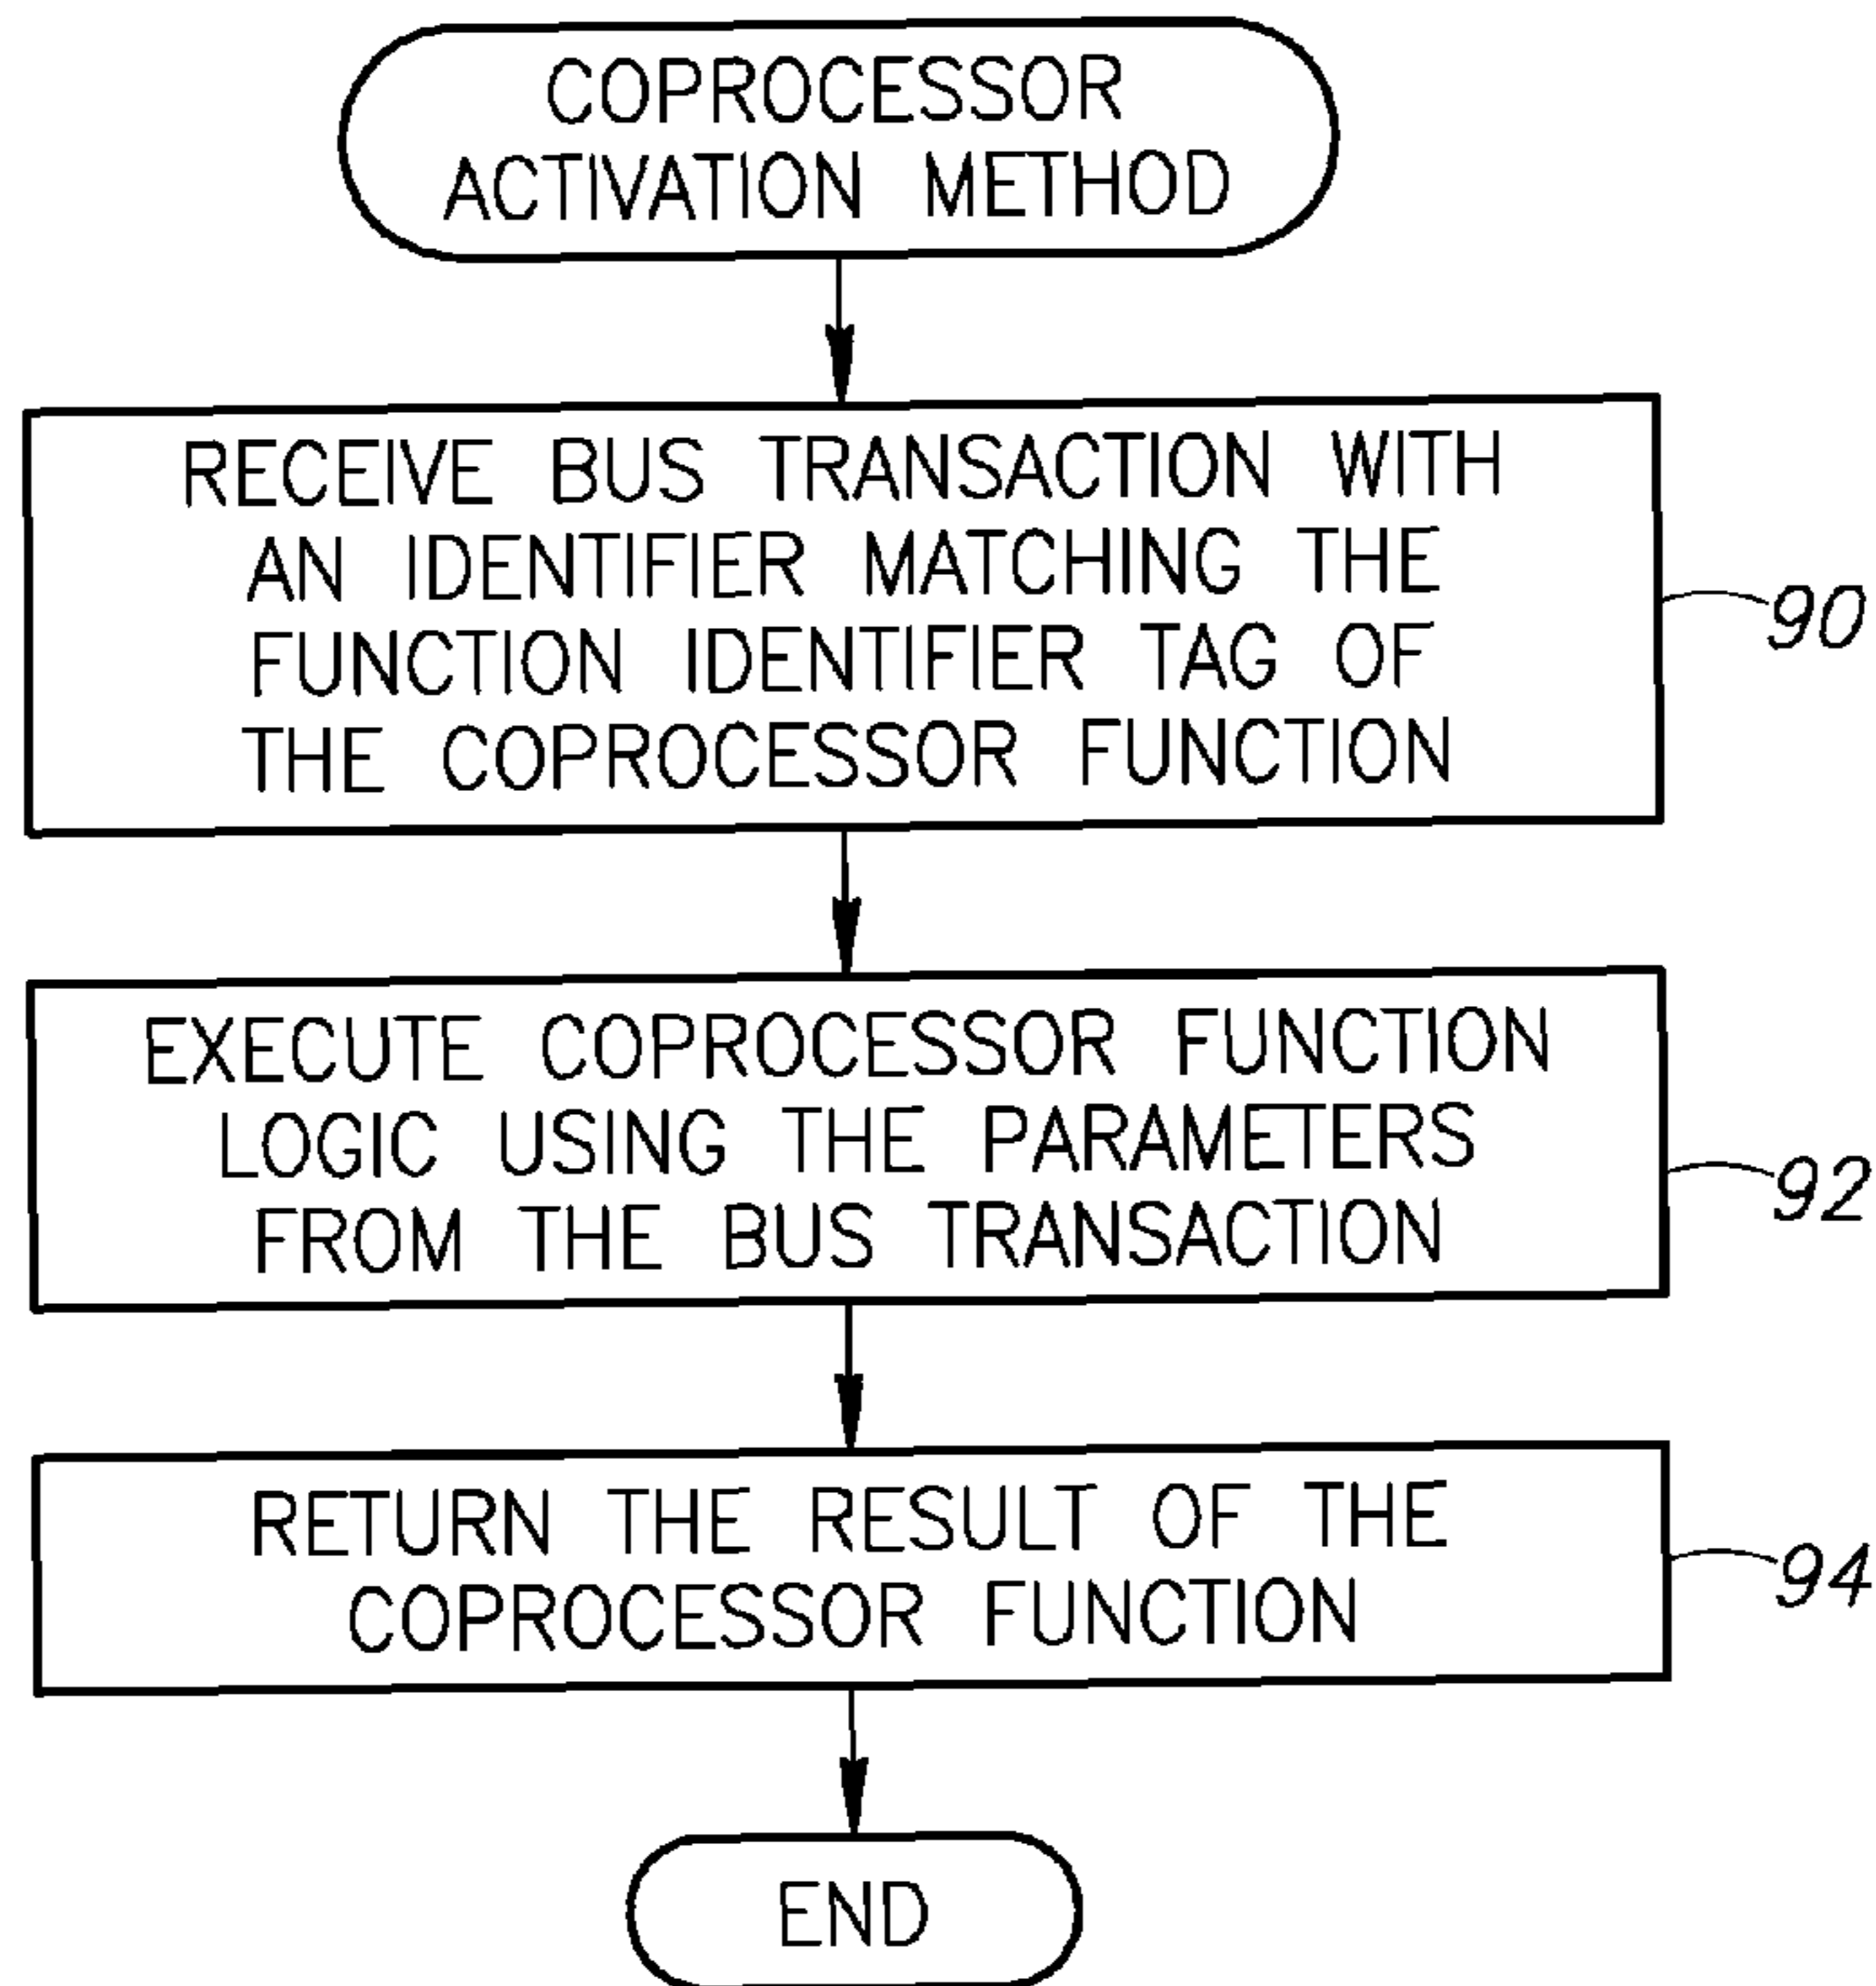 COPROCESSOR
ACTIVATION METHOD
RECEIVE BUS TRANSACTION WITH
AN IDENTIFIER MATCHING THE
FUNCTION IDENTIFIER TAG OF
THE COPROCESSOR FUNCTION
90
EXECUTE COPROCESSOR FUNCTION
LOGIC USING THE PARAMETERS
FROM THE BUS TRANSACTION
92
RETURN THE RESULT OF THE
COPROCESSOR FUNCTION
94
END